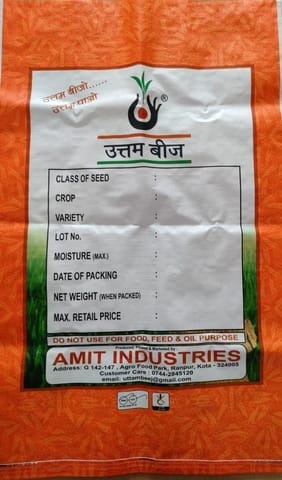 उत्तम बीजो......
उत्तम पाओ
®
उत्तम बीज
CLASS OF SEED :
CROP :
VARIETY :
LOT No. :
MOISTURE (MAX.) :
DATE OF PACKING :
NET WEIGHT (WHEN PACKED) :
MAX. RETAIL PRICE :
DO NOT USE FOR FOOD, FEED & OIL PURPOSE
Produced, Packed & Marketed by :
AMIT INDUSTRIES
Address: G 142-147 , Agro Food Park, Ranpur, Kota - 324005
Customer Care : 0744-2845120
email: uttambeej@gmail.com